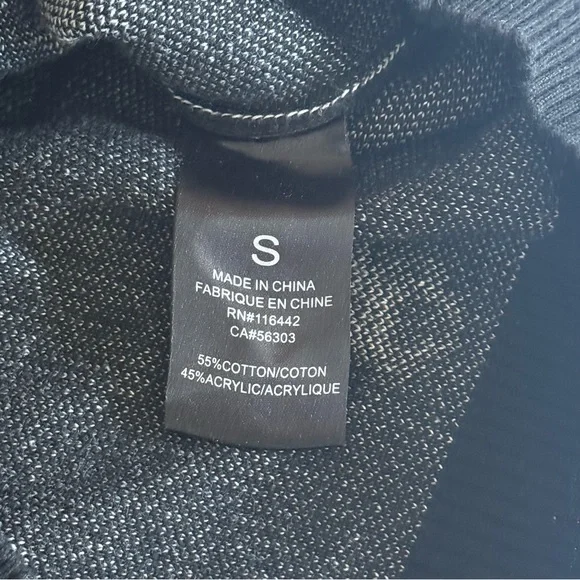 S
MADE IN CHINA
FABRIQUE EN CHINE
RN#116442
CA#56303
55%COTTON/COTON
45%ACRYLIC/ACRYLIQUE